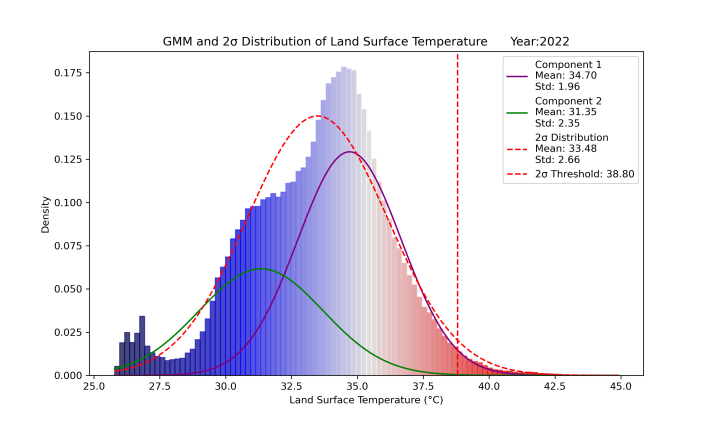 GMM and 2σ Distribution of Land Surface Temperature Year:2022
Component 1
Mean: 34.70
Std: 1.96
Component 2
Mean: 31.35
Std: 2.35
2σ Distribution
Mean: 33.48
Std: 2.66
2σ Threshold: 38.80
Density
0.175
0.150
0.125
0.100
0.075
0.050
0.025
0.000
25.0 27.5 30.0 32.5 35.0 37.5 40.0 42.5 45.0
Land Surface Temperature (°C)